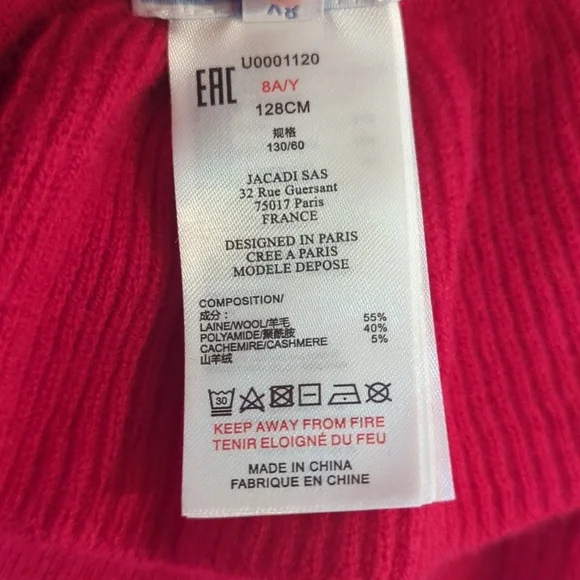 U0001120
EAC
8A/Y
128CM
规格
130/60
JACADI SAS
32 Rue Guersant
75017 Paris
FRANCE
DESIGNED IN PARIS
CREE A PARIS
MODELE DEPOSE
COMPOSITION/
成分：
LAINE/WOOL/羊毛 55%
POLYAMIDE/聚酰胺 40%
CACHEMIRE/CASHMERE 5%
山羊绒
30
KEEP AWAY FROM FIRE
TENIR ELOIGNÉ DU FEU
MADE IN CHINA
FABRIQUE EN CHINE